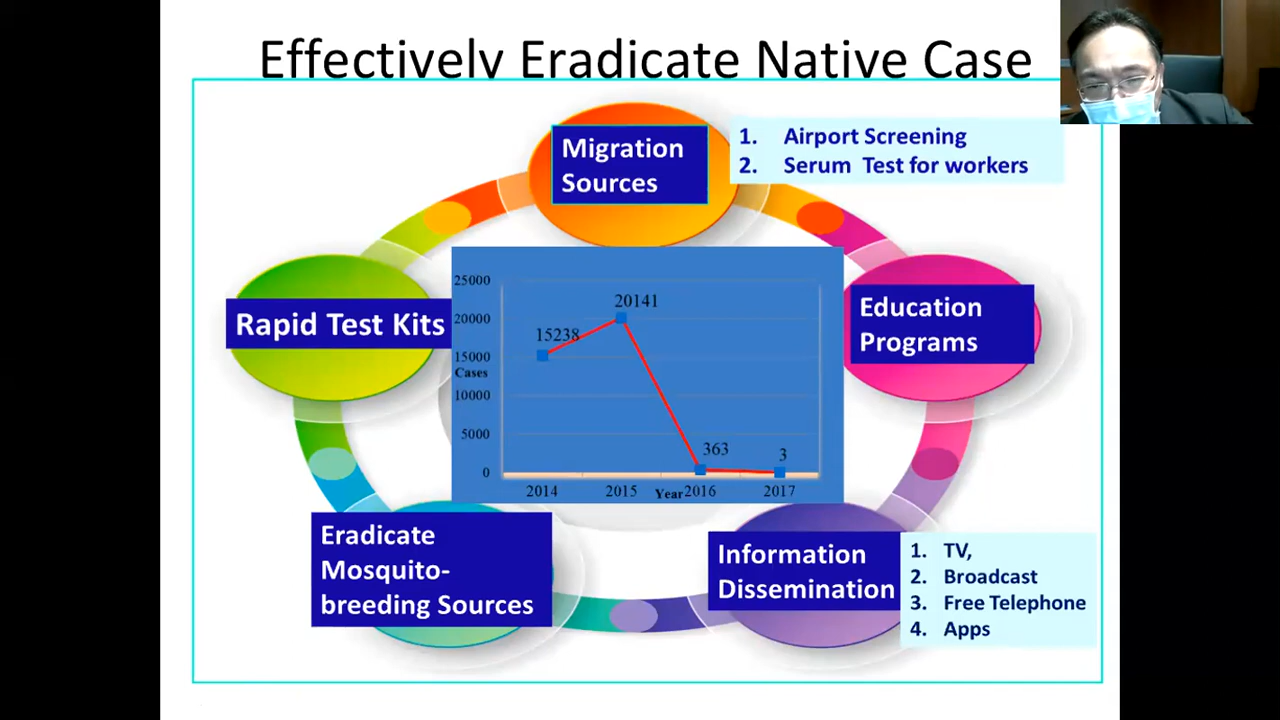 Effectively Eradicate Native Case
Migration
Sources
1. Airport Screening
2. Serum Test for workers
Rapid Test Kits
Education
Programs
25000
20000
15000
Cases
10000
5000
0
15238
20141
363
3
2014
2015
Year
2016
2017
Eradicate
Mosquito-
breeding Sources
Information
Dissemination
1. TV,
2. Broadcast
3. Free Telephone
4. Apps